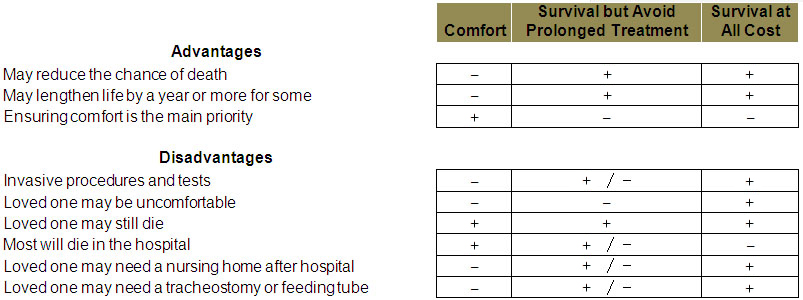 Comfort Survival but Avoid Prolonged Treatment Survival at All Cost
Advantages
May reduce the chance of death – + +
May lengthen life by a year or more for some – + +
Ensuring comfort is the main priority + – –
Disadvantages
Invasive procedures and tests – + / – +
Loved one may be uncomfortable – – +
Loved one may still die + + +
Most will die in the hospital + + / – –
Loved one may need a nursing home after hospital – + / – +
Loved one may need a tracheostomy or feeding tube – + / – +